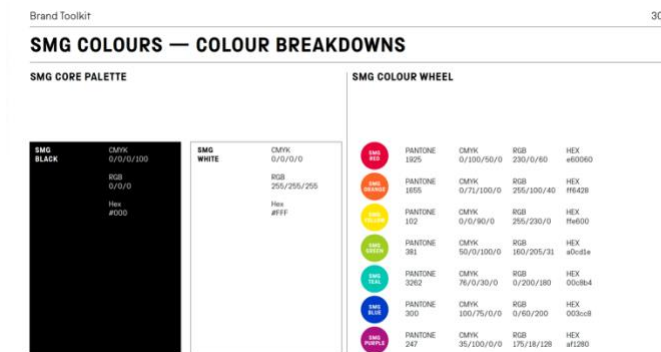 Brand Toolkit 30
SMG COLOURS — COLOUR BREAKDOWNS
SMG CORE PALETTE
SMG BLACK
CMYK
0/0/0/100
RGB
0/0/0
Hex
#000
SMG WHITE
CMYK
0/0/0/0
RGB
255/255/255
Hex
#FFF
SMG COLOUR WHEEL
SMG RED
PANTONE CMYK RGB HEX
1925 0/100/50/0 230/0/60 e60060
SMG ORANGE
PANTONE CMYK RGB HEX
1655 0/71/100/0 255/100/40 ff6428
SMG YELLOW
PANTONE CMYK RGB HEX
102 0/0/90/0 255/230/0 ffe600
SMG GREEN
PANTONE CMYK RGB HEX
381 50/0/100/0 160/205/31 a0cd1e
SMG TEAL
PANTONE CMYK RGB HEX
3262 76/0/30/0 0/200/180 00c8b4
SMG BLUE
PANTONE CMYK RGB HEX
300 100/75/0/0 0/60/200 003cc8
SMG PURPLE
PANTONE CMYK RGB HEX
247 35/100/0/0 175/18/128 af1280